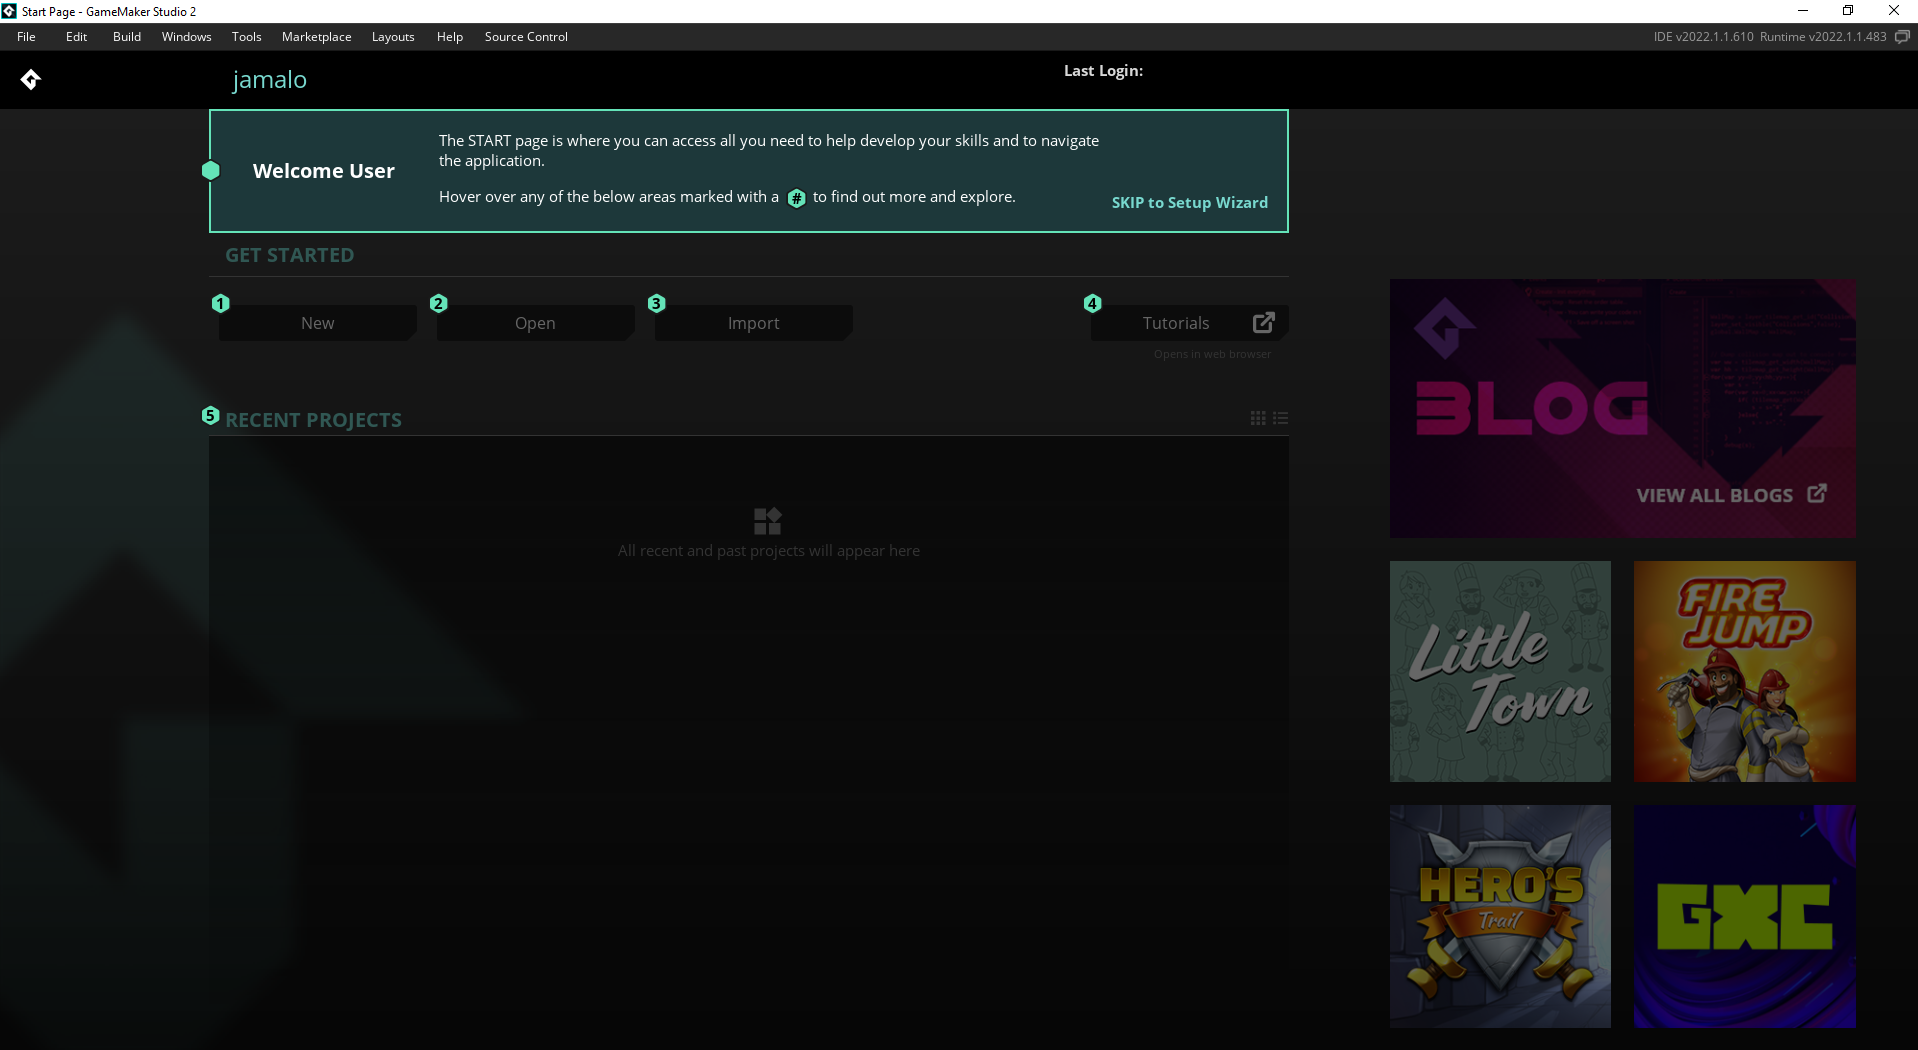 Start Page - GameMaker Studio 2
File Edit Build Windows Tools Marketplace Layouts Help Source Control IDE v2022.1.1.610 Runtime v2022.1.1.483
jamalo
Last Login:
Welcome User
The START page is where you can access all you need to help develop your skills and to navigate
the application.
Hover over any of the below areas marked with a # to find out more and explore.
SKIP to Setup Wizard
GET STARTED
1 New
2 Open
3 Import
4 Tutorials
Opens in web browser
5 RECENT PROJECTS
All recent and past projects will appear here
BLOG
VIEW ALL BLOGS
Little
Town
FIRE
JUMP
HERO'S
Trail
GXC